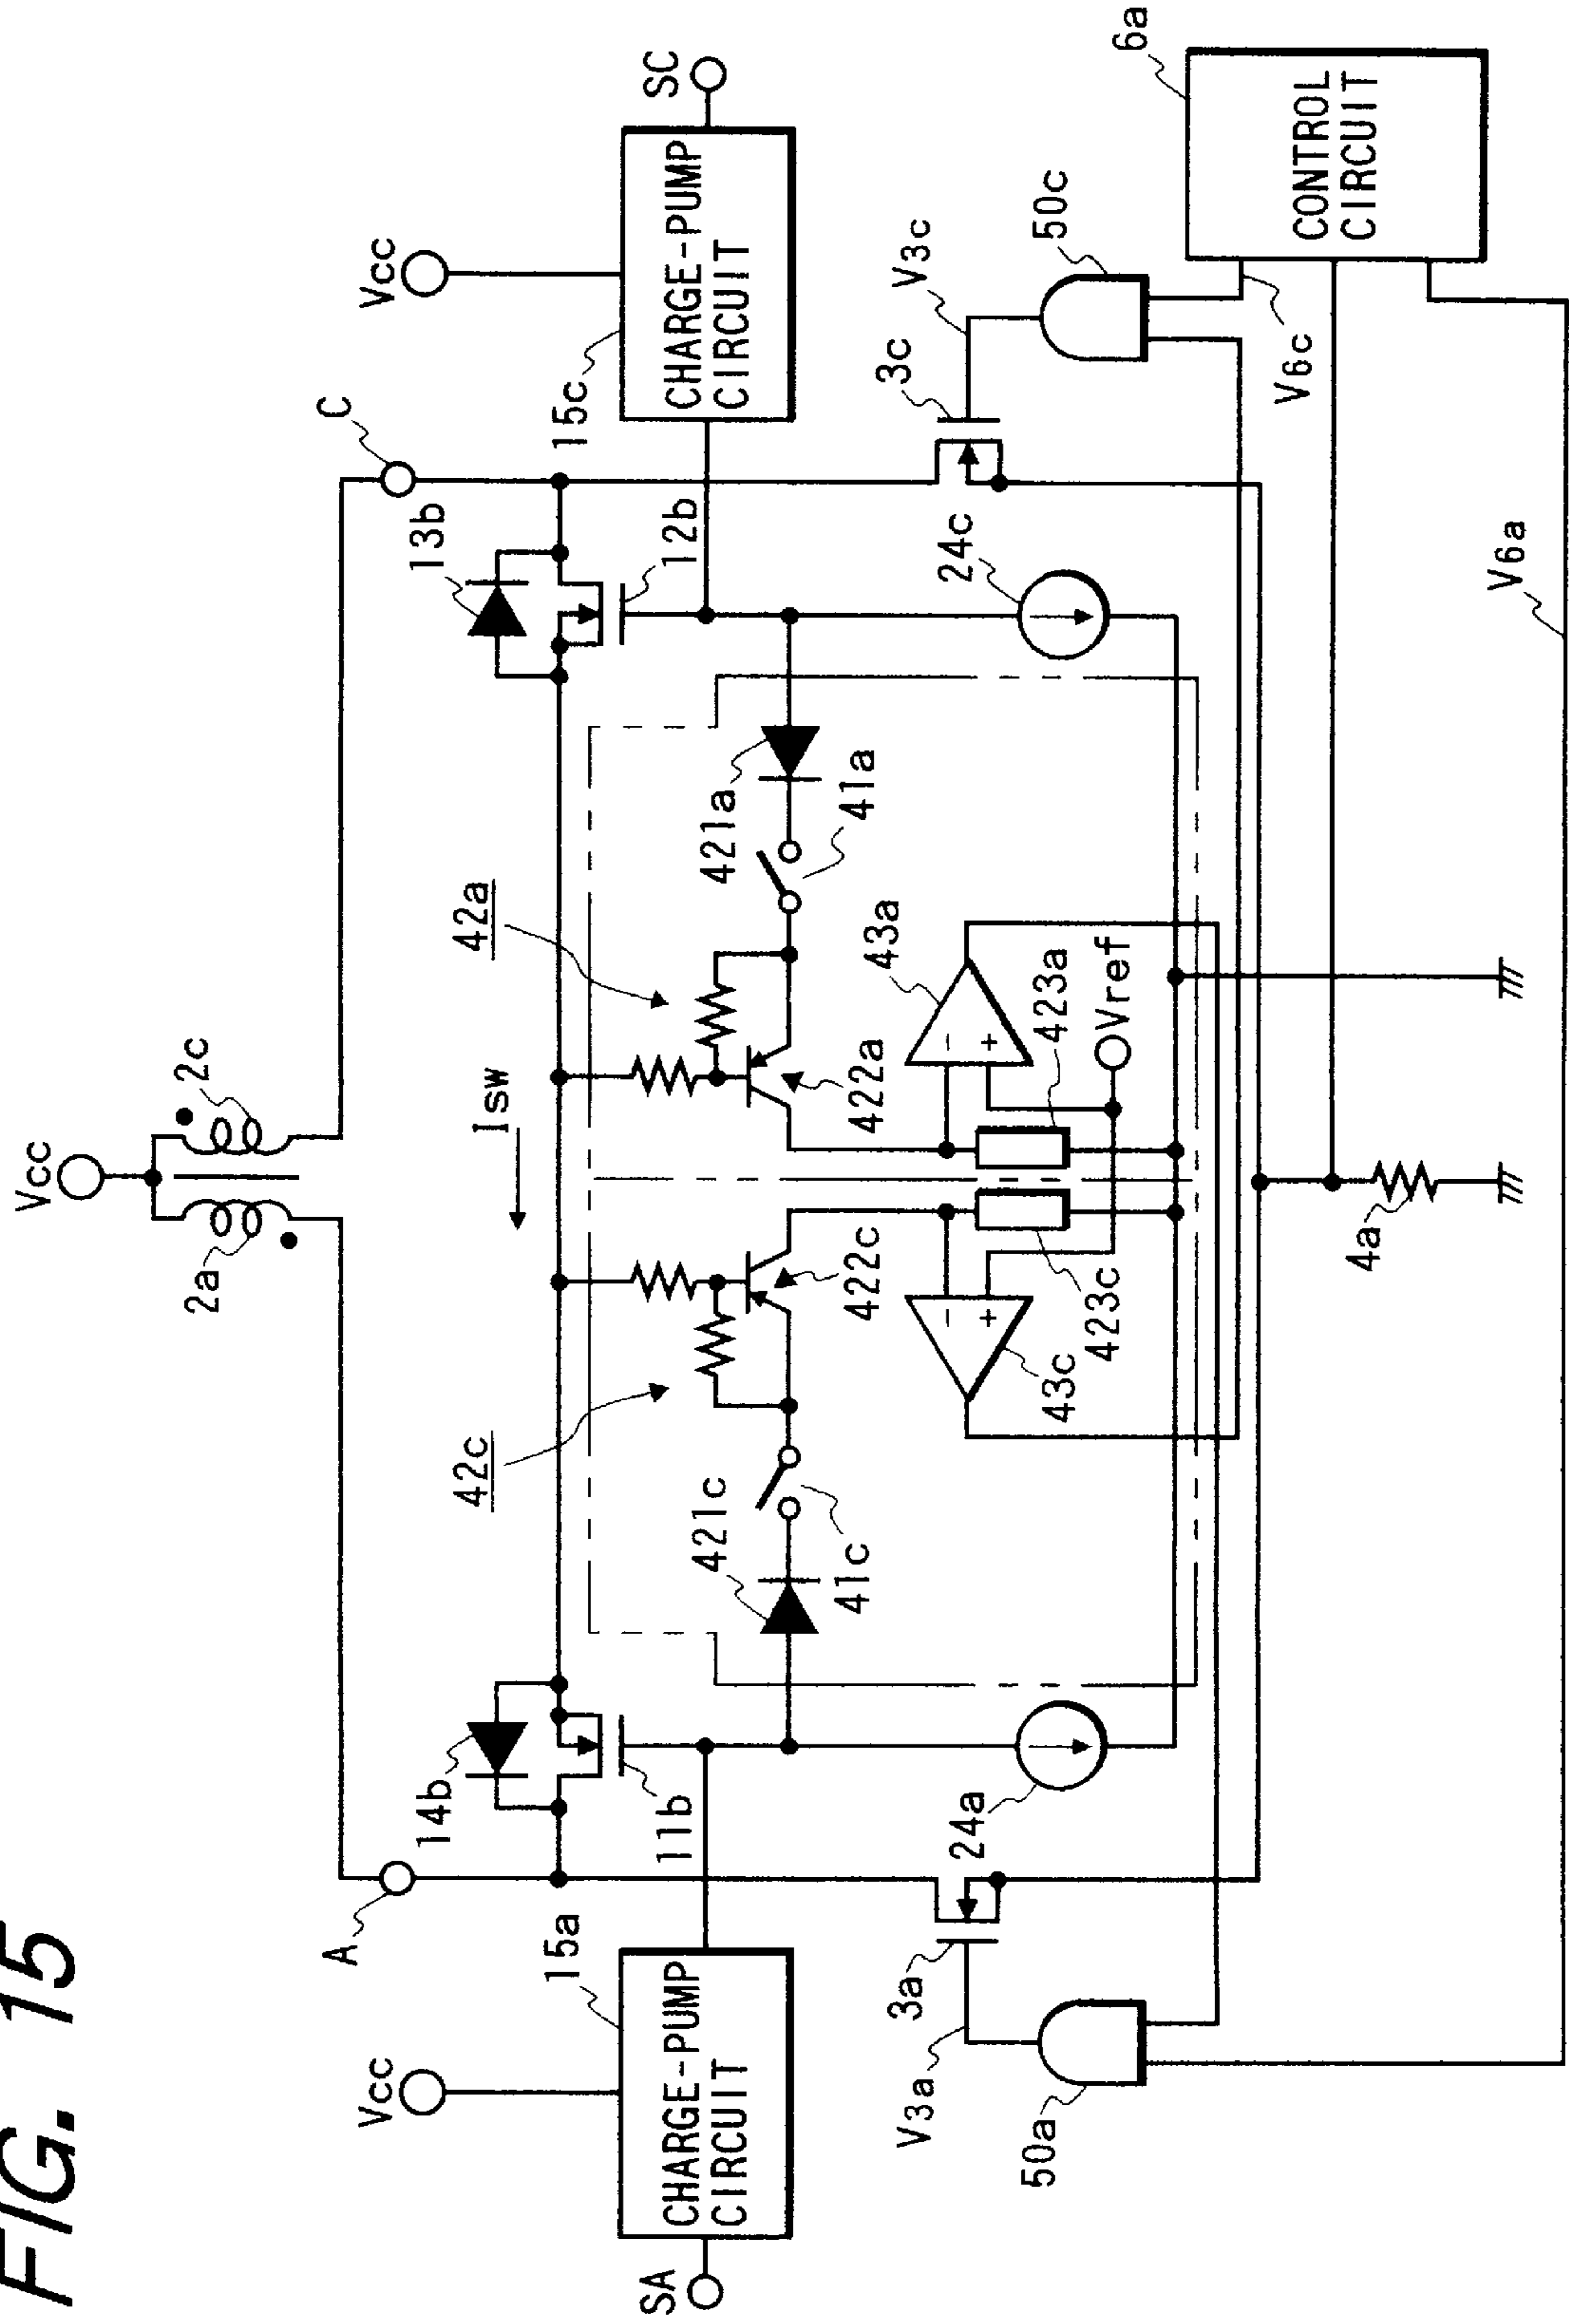 FIG. 15
Vcc
2a
2c
A
C
14b
13b
Isw
42c
42a
Vcc
Vcc
15a
15c
CHARGE-PUMP
CIRCUIT
CHARGE-PUMP
CIRCUIT
SA
SC
11b
12b
421c
421a
41c
41a
422c
422a
43c
43a
423c
423a
Vref
24a
24c
3a
3c
V3a
V3c
50a
50c
4a
V6c
V6a
6a
CONTROL
CIRCUIT
-
+
-
+